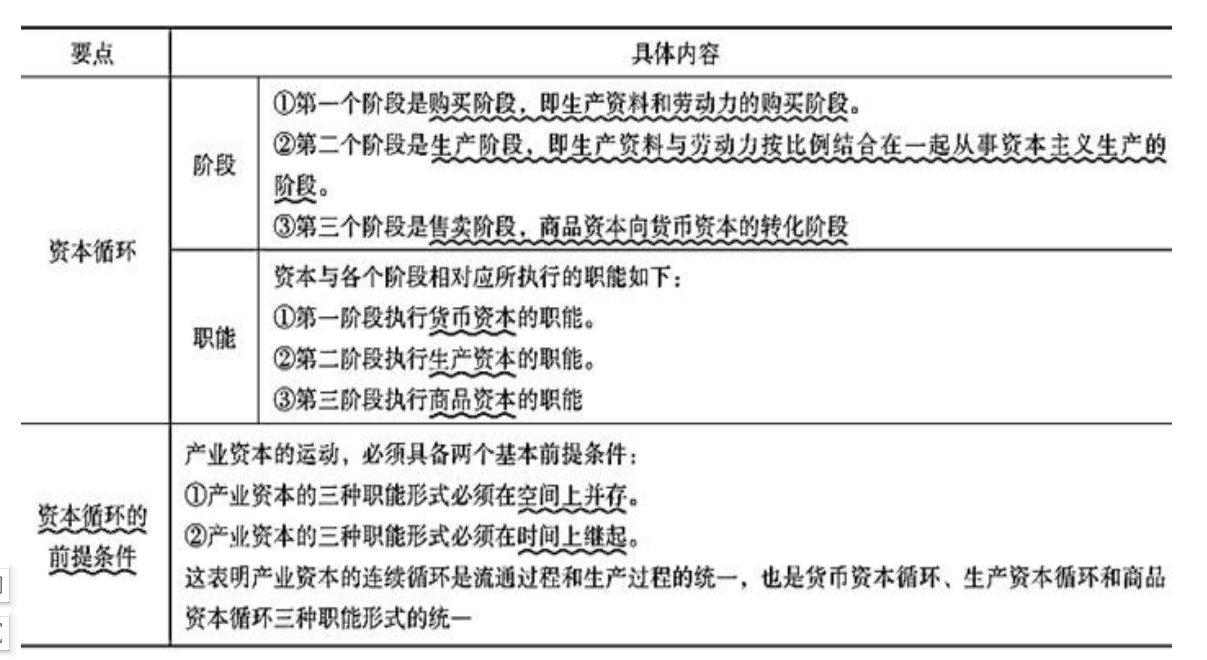 要点 具体内容
资本循环
阶段
①第一个阶段是购买阶段，即生产资料和劳动力的购买阶段。
②第二个阶段是生产阶段，即生产资料与劳动力按比例结合在一起从事资本主义生产的
阶段。
③第三个阶段是售卖阶段，商品资本向货币资本的转化阶段
职能
资本与各个阶段相对应所执行的职能如下：
①第一阶段执行货币资本的职能。
②第二阶段执行生产资本的职能。
③第三阶段执行商品资本的职能
资本循环的
前提条件
产业资本的运动，必须具备两个基本前提条件：
①产业资本的三种职能形式必须在空间上并存。
②产业资本的三种职能形式必须在时间上继起。
这表明产业资本的连续循环是流通过程和生产过程的统一，也是货币资本循环、生产资本循环和商品
资本循环三种职能形式的统一